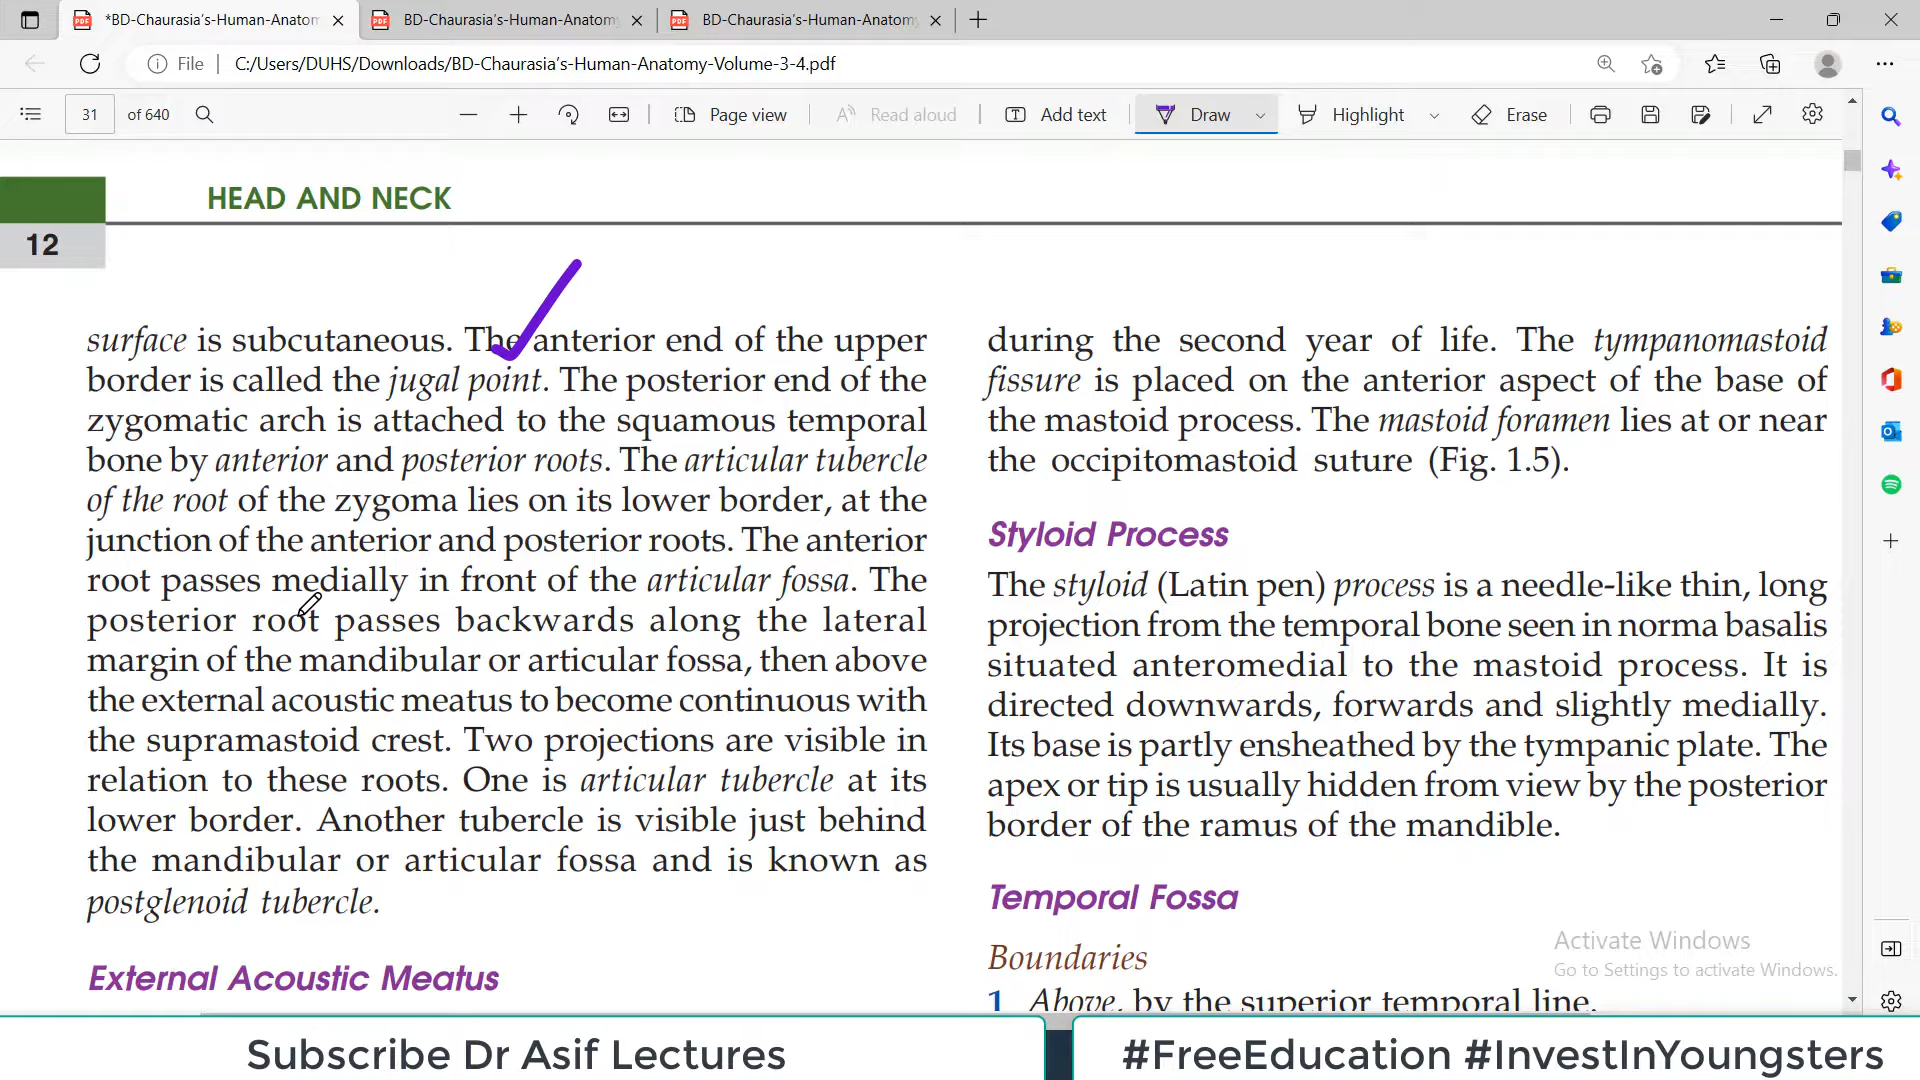 *BD-Chaurasia's-Human-Anatom
BD-Chaurasia's-Human-Anatomy
BD-Chaurasia's-Human-Anatomy
File
C:/Users/DUHS/Downloads/BD-Chaurasia's-Human-Anatomy-Volume-3-4.pdf
31 of 640
Page view
Read aloud
Add text
Draw
Highlight
Erase
HEAD AND NECK
12
surface is subcutaneous. The anterior end of the upper
border is called the jugal point. The posterior end of the
zygomatic arch is attached to the squamous temporal
bone by anterior and posterior roots. The articular tubercle
of the root of the zygoma lies on its lower border, at the
junction of the anterior and posterior roots. The anterior
root passes medially in front of the articular fossa. The
posterior root passes backwards along the lateral
margin of the mandibular or articular fossa, then above
the external acoustic meatus to become continuous with
the supramastoid crest. Two projections are visible in
relation to these roots. One is articular tubercle at its
lower border. Another tubercle is visible just behind
the mandibular or articular fossa and is known as
postglenoid tubercle.
External Acoustic Meatus
during the second year of life. The tympanomastoid
fissure is placed on the anterior aspect of the base of
the mastoid process. The mastoid foramen lies at or near
the occipitomastoid suture (Fig. 1.5).
Styloid Process
The styloid (Latin pen) process is a needle-like thin, long
projection from the temporal bone seen in norma basalis
situated anteromedial to the mastoid process. It is
directed downwards, forwards and slightly medially.
Its base is partly ensheathed by the tympanic plate. The
apex or tip is usually hidden from view by the posterior
border of the ramus of the mandible.
Temporal Fossa
Boundaries
1 Above, by the superior temporal line.
Activate Windows
Go to Settings to activate Windows.
Subscribe Dr Asif Lectures
#FreeEducation #InvestInYoungsters